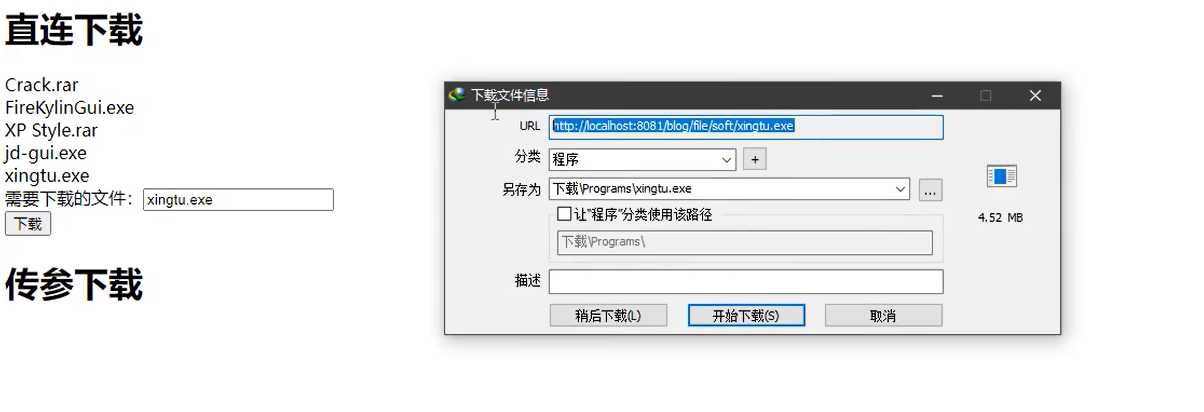 直连下载
Crack.rar
FireKylinGui.exe
XP Style.rar
jd-gui.exe
xingtu.exe
需要下载的文件： xingtu.exe
下载
传参下载
下载文件信息
URL http://localhost:8081/blog/file/soft/xingtu.exe
分类 程序 +
另存为 下载\Programs\xingtu.exe ...
让"程序"分类使用该路径
下载\Programs\
描述
4.52 MB
稍后下载(L) 开始下载(S) 取消